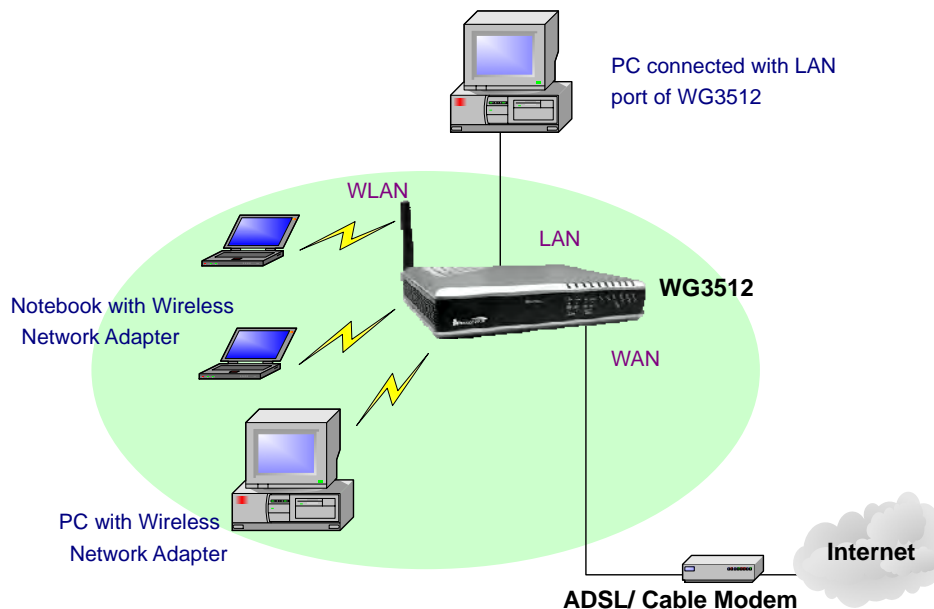 PC connected with LAN
port of WG3512
WLAN
LAN
WG3512
Notebook with Wireless
Network Adapter
WAN
PC with Wireless
Network Adapter
Internet
ADSL/ Cable Modem